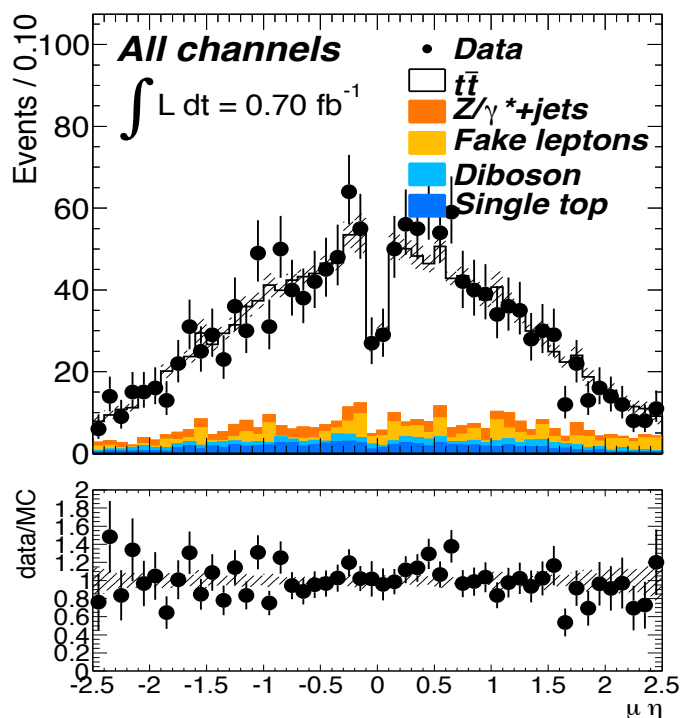 Events / 0.10
100
80
60
40
20
0
All channels
∫ L dt = 0.70 fb⁻¹
Data
tt̄
Z/γ*+jets
Fake leptons
Diboson
Single top
data/MC
2
1.8
1.6
1.4
1.2
1
0.8
0.6
0.4
0.2
0
-2.5 -2 -1.5 -1 -0.5 0 0.5 1 1.5 2 2.5
μ η